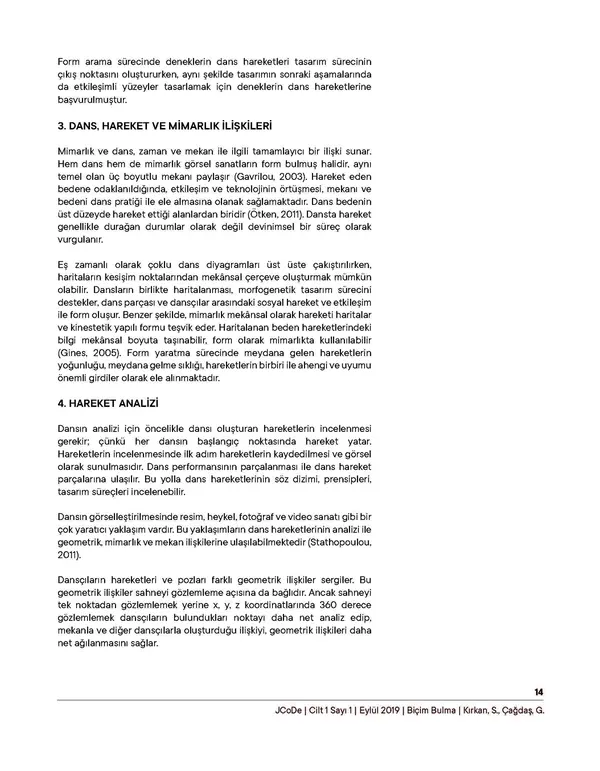 Form arama sürecinde deneklerin dans hareketleri tasarım sürecinin
çıkış noktasını oluştururken, aynı şekilde tasarımın sonraki aşamalarında
da etkileşimli yüzeyler tasarlamak için deneklerin dans hareketlerine
başvurulmuştur.
3. DANS, HAREKET VE MİMARLIK İLİŞKİLERİ
Mimarlık ve dans, zaman ve mekan ile ilgili tamamlayıcı bir ilişki sunar.
Hem dans hem de mimarlık görsel sanatların form bulmuş halidir, aynı
temel olan üç boyutlu mekanı paylaşır (Gavrilou, 2003). Hareket eden
bedene odaklanıldığında, etkileşim ve teknolojinin örtüşmesi, mekanı ve
bedeni dans pratiği ile ele almasına olanak sağlamaktadır. Dans bedenin
üst düzeyde hareket ettiği alanlardan biridir (Ötken, 2011). Dansta hareket
genellikle durağan durumlar olarak değil devinimsel bir süreç olarak
vurgulanır.
Eş zamanlı olarak çoklu dans diyagramları üst üste çakıştırılırken,
haritaların kesişim noktalarından mekânsal çerçeve oluşturmak mümkün
olabilir. Dansların birlikte haritalanması, morfogenetik tasarım sürecini
destekler, dans parçası ve dansçılar arasındaki sosyal hareket ve etkileşim
ile form oluşur. Benzer şekilde, mimarlık mekânsal olarak hareketi haritalar
ve kinestetik yapılı formu teşvik eder. Haritalanan beden hareketlerindeki
bilgi mekânsal boyuta taşınabilir, form olarak mimarlıkta kullanılabilir
(Gines, 2005). Form yaratma sürecinde meydana gelen hareketlerin
yoğunluğu, meydana gelme sıklığı, hareketlerin birbiri ile ahengi ve uyumu
önemli girdiler olarak ele alınmaktadır.
4. HAREKET ANALİZİ
Dansın analizi için öncelikle dansı oluşturan hareketlerin incelenmesi
gerekir; çünkü her dansın başlangıç noktasında hareket yatar.
Hareketlerin incelenmesinde ilk adım hareketlerin kaydedilmesi ve görsel
olarak sunulmasıdır. Dans performansının parçalanması ile dans hareket
parçalarına ulaşılır. Bu yolla dans hareketlerinin söz dizimi, prensipleri,
tasarım süreçleri incelenebilir.
Dansın görselleştirilmesinde resim, heykel, fotoğraf ve video sanatı gibi bir
çok yaratıcı yaklaşım vardır. Bu yaklaşımların dans hareketlerinin analizi ile
geometrik, mimarlık ve mekan ilişkilerine ulaşılabilmektedir (Stathopoulou,
2011).
Dansçıların hareketleri ve pozları farklı geometrik ilişkiler sergiler. Bu
geometrik ilişkiler sahneyi gözlemleme açısına da bağlıdır. Ancak sahneyi
tek noktadan gözlemlemek yerine x, y, z koordinatlarında 360 derece
gözlemlemek dansçıların bulundukları noktayı daha net analiz edip,
mekanla ve diğer dansçılarla oluşturduğu ilişkiyi, geometrik ilişkileri daha
net ağılanmasını sağlar.
14
JCoDe | Cilt 1 Sayı 1 | Eylül 2019 | Biçim Bulma | Kırkan, S., Çağdaş, G.